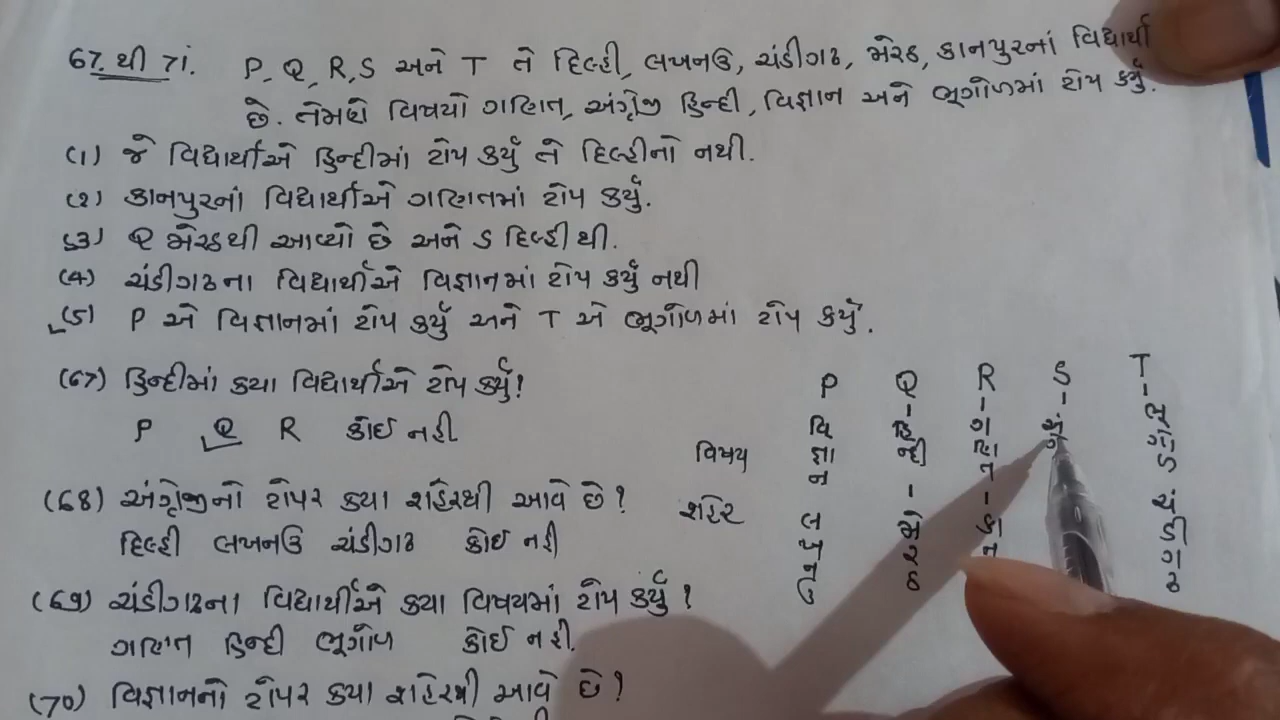 67. થી 71. P, Q, R, S અને T તે દિલ્હી, લખનઉ, ચંડીગઢ, મેરઠ, કાનપુરનાં વિદ્યાર્થી
છે. તેમણે વિષયો ગણિત, અંગ્રેજી હિન્દી, વિજ્ઞાન અને ભૂગોળમાં ટોપ કર્યું.
(1) જે વિદ્યાર્થીએ હિન્દીમાં ટોપ કર્યું તે દિલ્હીનો નથી.
(2) કાનપુરનાં વિદ્યાર્થીએ ગણિતમાં ટોપ કર્યું.
(3) Q મેરઠથી આવ્યો છે અને S દિલ્હીથી.
(4) ચંડીગઢના વિદ્યાર્થીએ વિજ્ઞાનમાં ટોપ કર્યું નથી
(5) P એ વિજ્ઞાનમાં ટોપ કર્યું અને T એ ભૂગોળમાં ટોપ કર્યું.
(67) હિન્દીમાં કયા વિદ્યાર્થીએ ટોપ કર્યું?
P Q R કોઈ નહી.
(68) અંગ્રેજીનો ટોપર કયા શહેરથી આવે છે?
દિલ્હી લખનઉ ચંડીગઢ કોઈ નહી
(69) ચંડીગઢના વિદ્યાર્થીએ કયા વિષયમાં ટોપ કર્યું?
ગણિત હિન્દી ભૂગોળ કોઈ નહી.
(70) વિજ્ઞાનનો ટોપર કયા શહેરથી આવે છે?
P Q R S T
વિષય વિજ્ઞાન હિન્દી ગણિત અંગ્ ભૂગોળ
શહેર લખનઉ મેરઠ કાન ચંડીગઢ